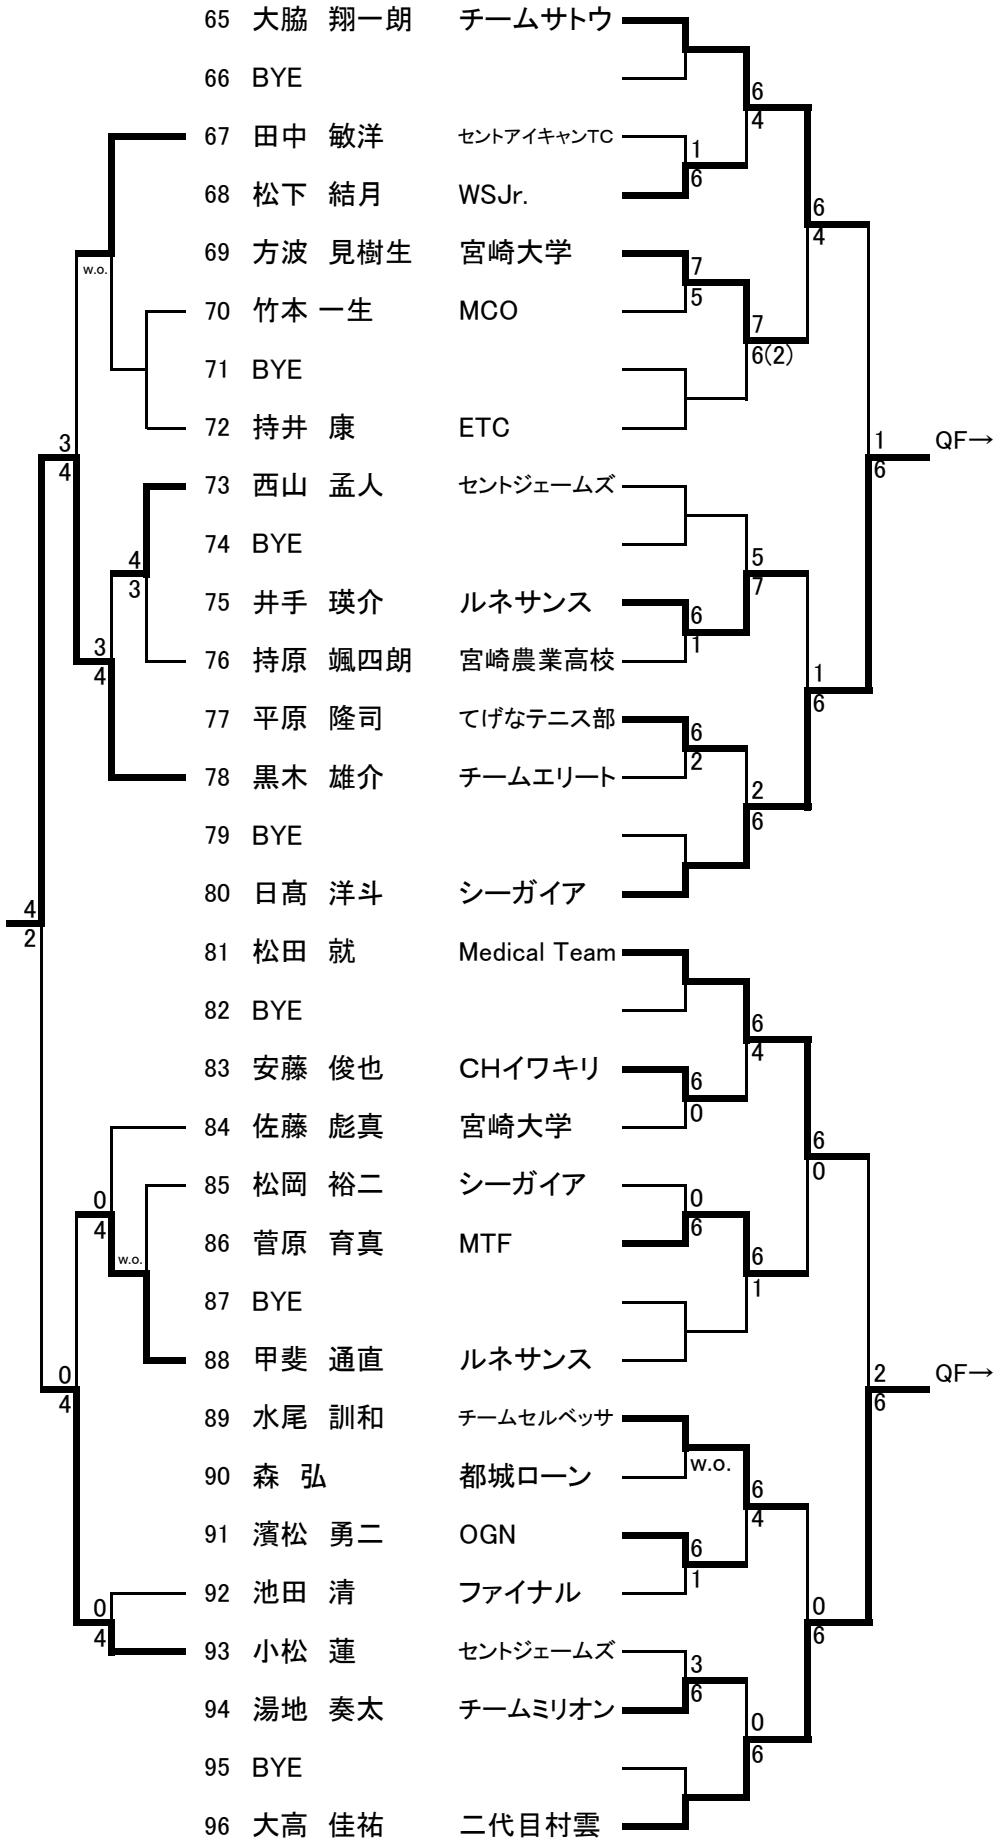 65 大脇 翔一朗 チームサトウ
66 BYE
6
4
67 田中 敏洋 セントアイキャンTC
1
6
68 松下 結月 WSJr.
6
4
69 方波 見樹生 宮崎大学
w.o.
7
5
70 竹本 一生 MCO
7
6(2)
71 BYE
72 持井 康 ETC
3
4
1
6
QF→
73 西山 孟人 セントジェームズ
74 BYE
4
3
5
7
75 井手 瑛介 ルネサンス
6
1
76 持原 颯四朗 宮崎農業高校
3
4
1
6
77 平原 隆司 てげなテニス部
6
2
78 黒木 雄介 チームエリート
2
6
79 BYE
80 日髙 洋斗 シーガイア
4
2
81 松田 就 Medical Team
82 BYE
6
4
83 安藤 俊也 CHイワキリ
6
0
84 佐藤 彪真 宮崎大学
6
0
85 松岡 裕二 シーガイア
0
4
0
6
86 菅原 育真 MTF
w.o.
6
1
87 BYE
88 甲斐 通直 ルネサンス
0
4
2
6
QF→
89 水尾 訓和 チームセルベッサ
w.o.
90 森 弘 都城ローン
6
4
91 濱松 勇二 OGN
6
1
92 池田 清 ファイナル
0
4
0
6
93 小松 蓮 セントジェームズ
3
6
94 湯地 奏太 チームミリオン
0
6
95 BYE
96 大高 佳祐 二代目村雲